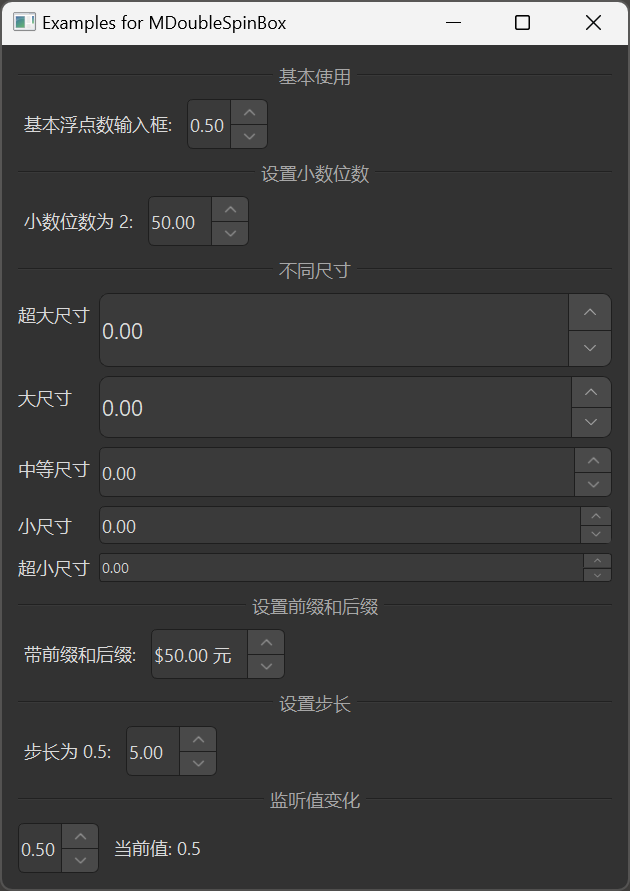 Examples for MDoubleSpinBox
基本使用
基本浮点数输入框: 0.50
设置小数位数
小数位数为 2: 50.00
不同尺寸
超大尺寸 0.00
大尺寸 0.00
中等尺寸 0.00
小尺寸 0.00
超小尺寸 0.00
设置前缀和后缀
带前缀和后缀: $50.00 元
设置步长
步长为 0.5: 5.00
监听值变化
0.50 当前值: 0.5